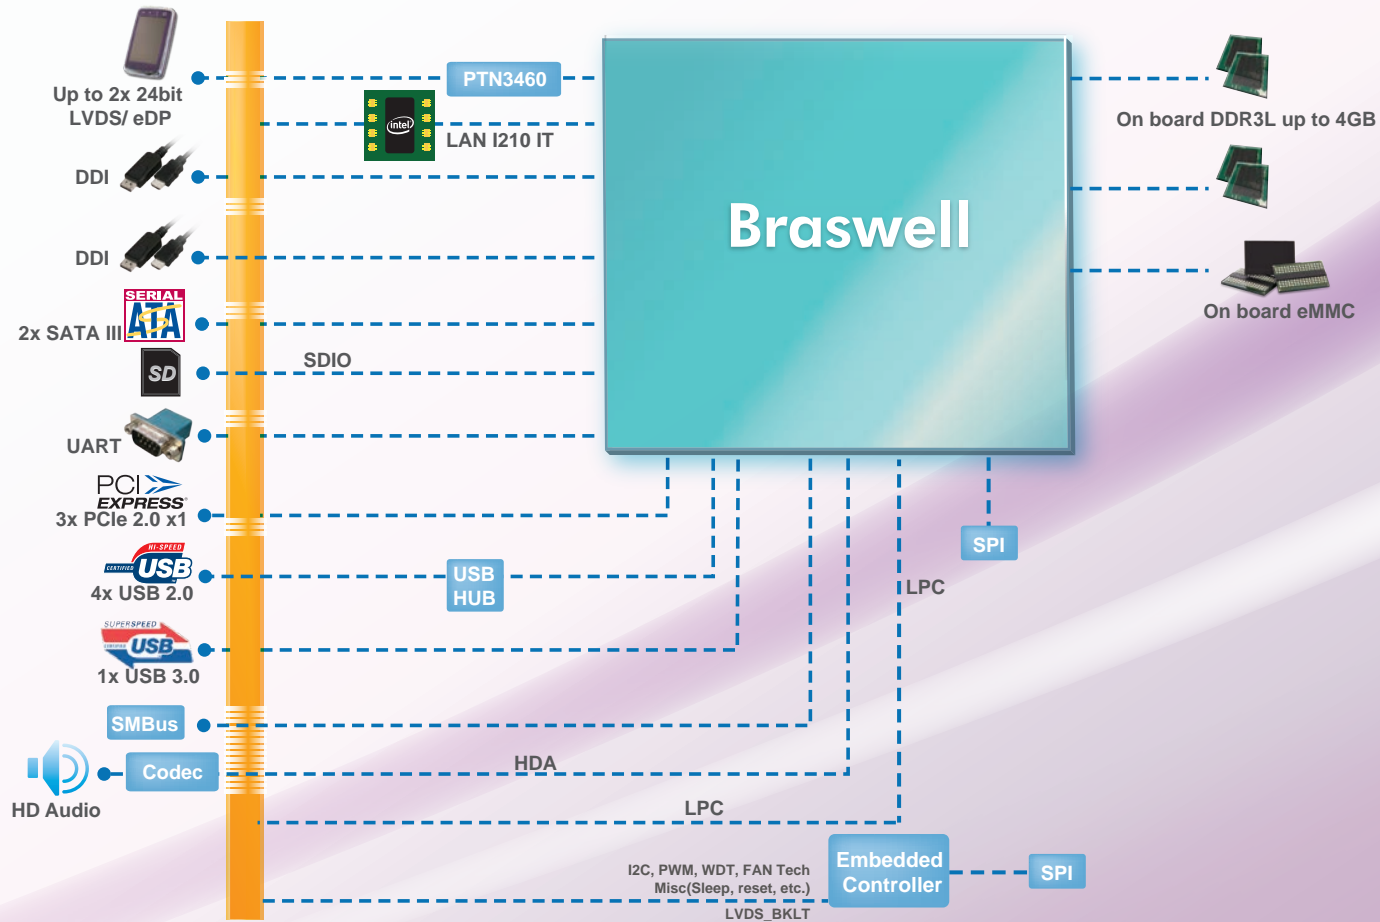 Up to 2x 24bit
LVDS/ eDP
PTN3460
intel
LAN I210 IT
DDI
DDI
SERIAL
ATA
2x SATA III
SD
SDIO
UART
PCI
EXPRESS
3x PCIe 2.0 x1
HI-SPEED
CERTIFIED USB
4x USB 2.0
USB
HUB
SUPERSPEED
CERTIFIED USB
1x USB 3.0
SMBus
Codec
HD Audio
HDA
LPC
LPC
SPI
Braswell
On board DDR3L up to 4GB
On board eMMC
I2C, PWM, WDT, FAN Tech
Misc(Sleep, reset, etc.)
LVDS_BKLT
Embedded
Controller
SPI